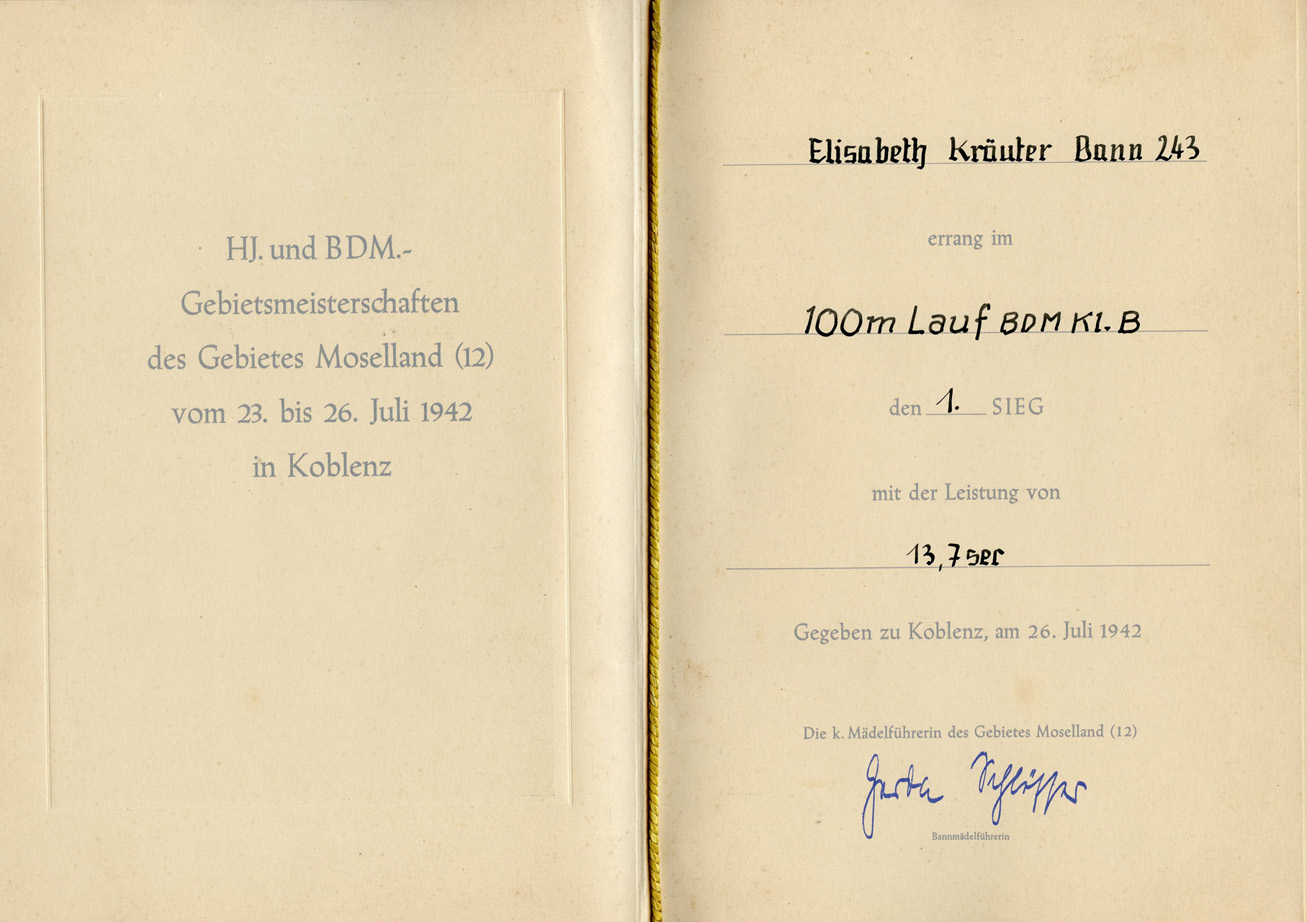 HJ. und BDM.-
Gebietsmeisterschaften
des Gebietes Moselland (12)
vom 23. bis 26. Juli 1942
in Koblenz
Elisabeth Kräuter Bann 243
errang im
100m Lauf BDM Kl. B
den 1. SIEG
mit der Leistung von
13,7 sec
Gegeben zu Koblenz, am 26. Juli 1942
Die k. Mädelführerin des Gebietes Moselland (12)
Gerda Schlösser
Bannmädelführerin